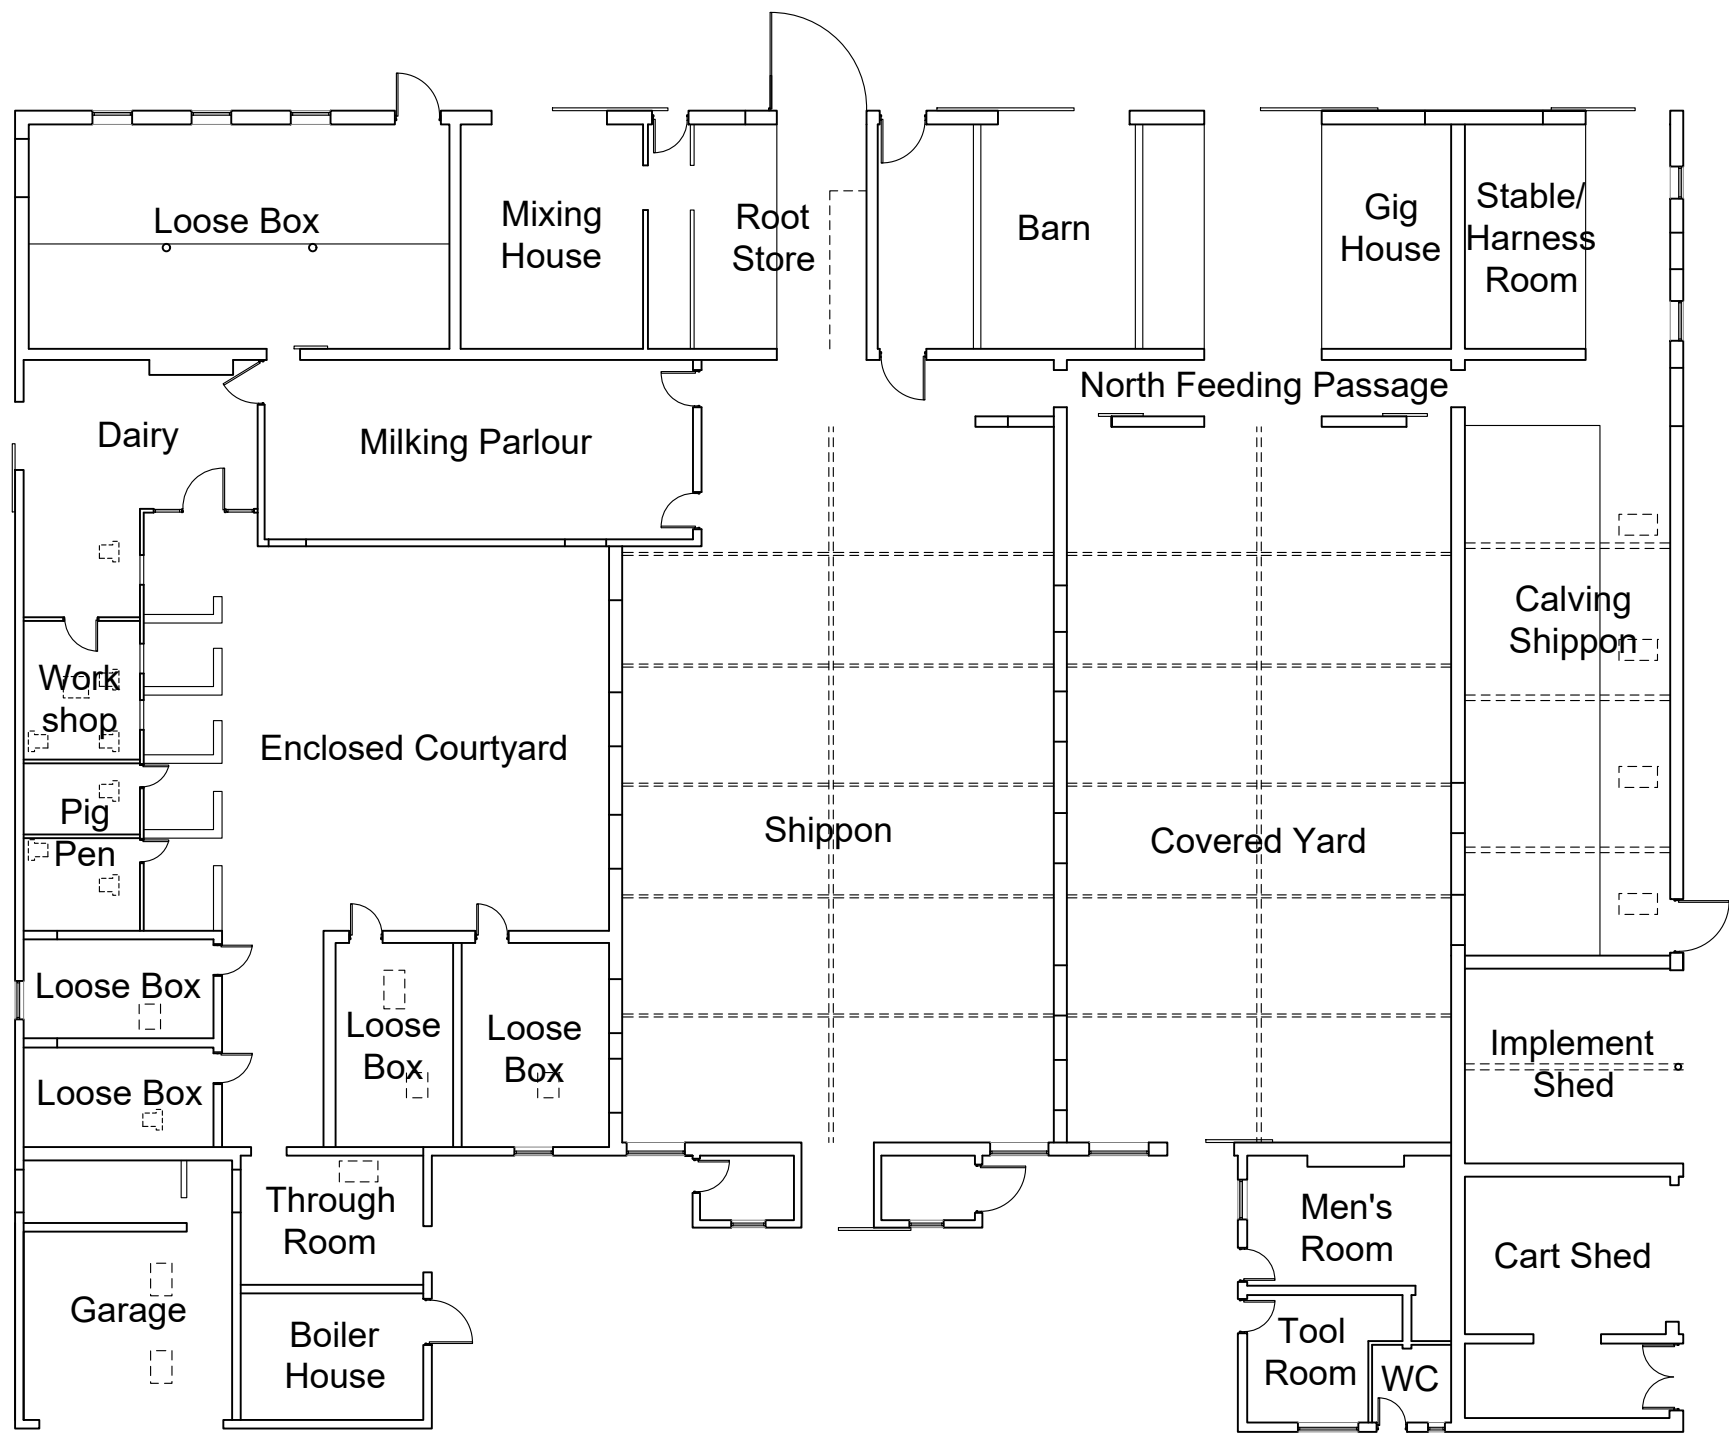 Loose Box
Mixing
House
Root
Store
Barn
Gig
House
Stable/
Harness
Room
North Feeding Passage
Dairy
Milking Parlour
Work
shop
Enclosed Courtyard
Calving
Shippon
Pig
Pen
Shippon
Covered Yard
Loose Box
Loose
Box
Loose
Box
Loose Box
Implement
Shed
Through
Room
Men's
Room
Cart Shed
Garage
Boiler
House
Tool
Room
WC